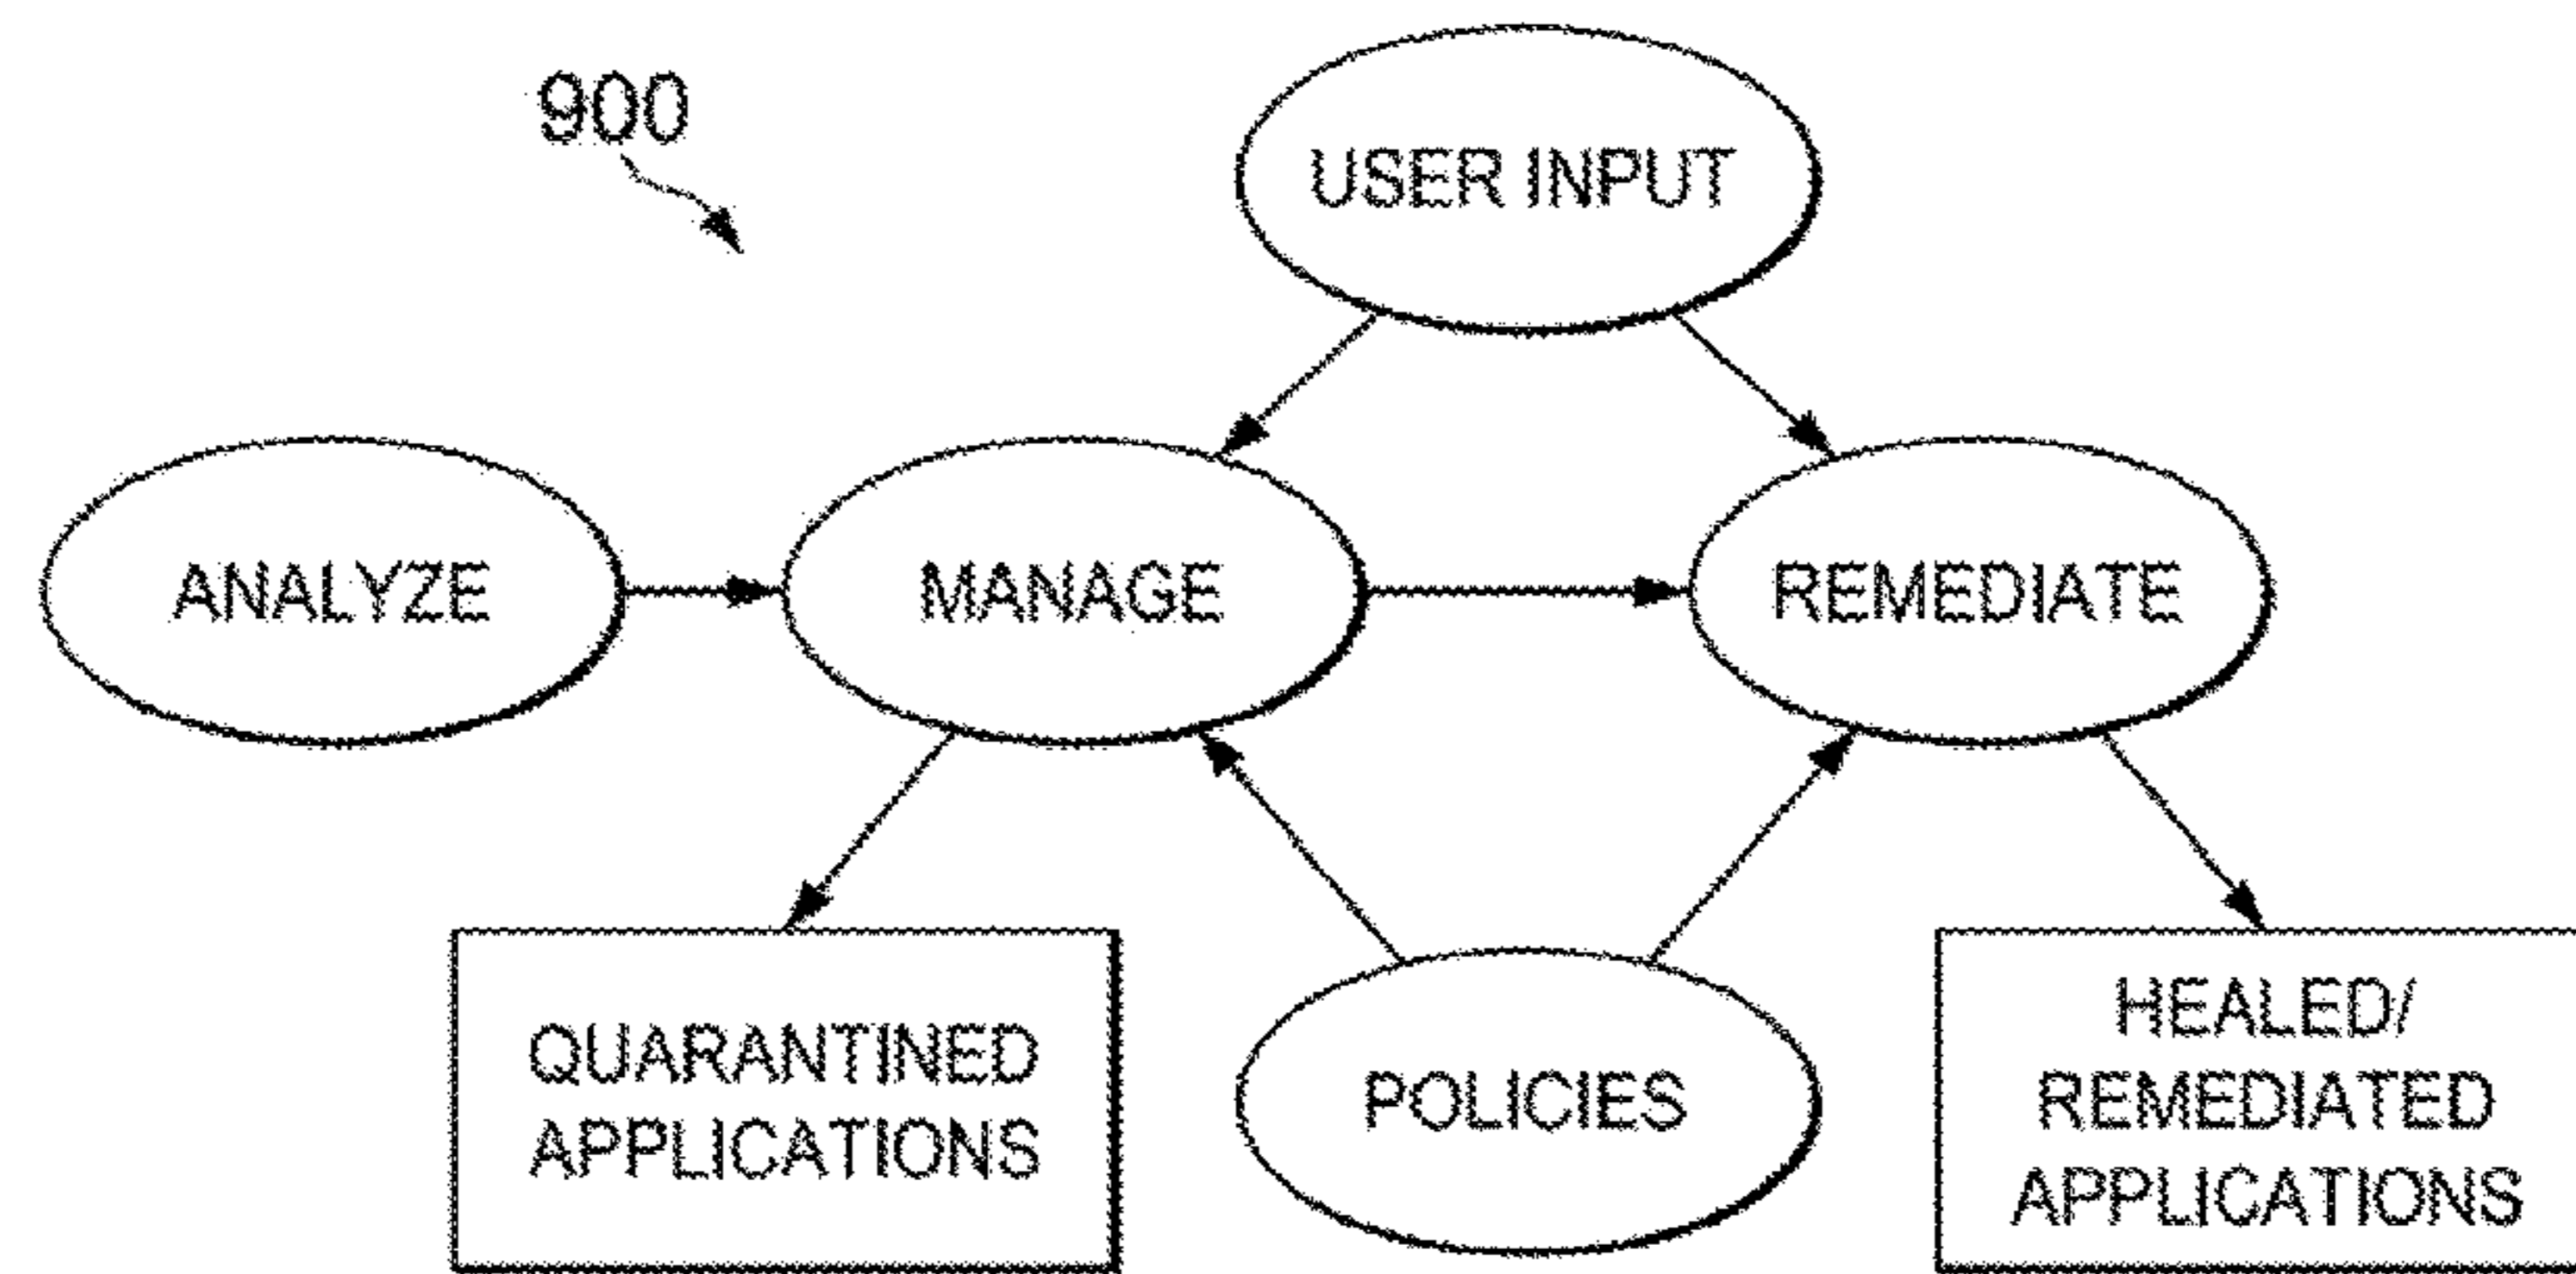 900
USER INPUT
ANALYZE
MANAGE
REMEDIATE
QUARANTINED
APPLICATIONS
POLICIES
HEALED/
REMEDIATED
APPLICATIONS